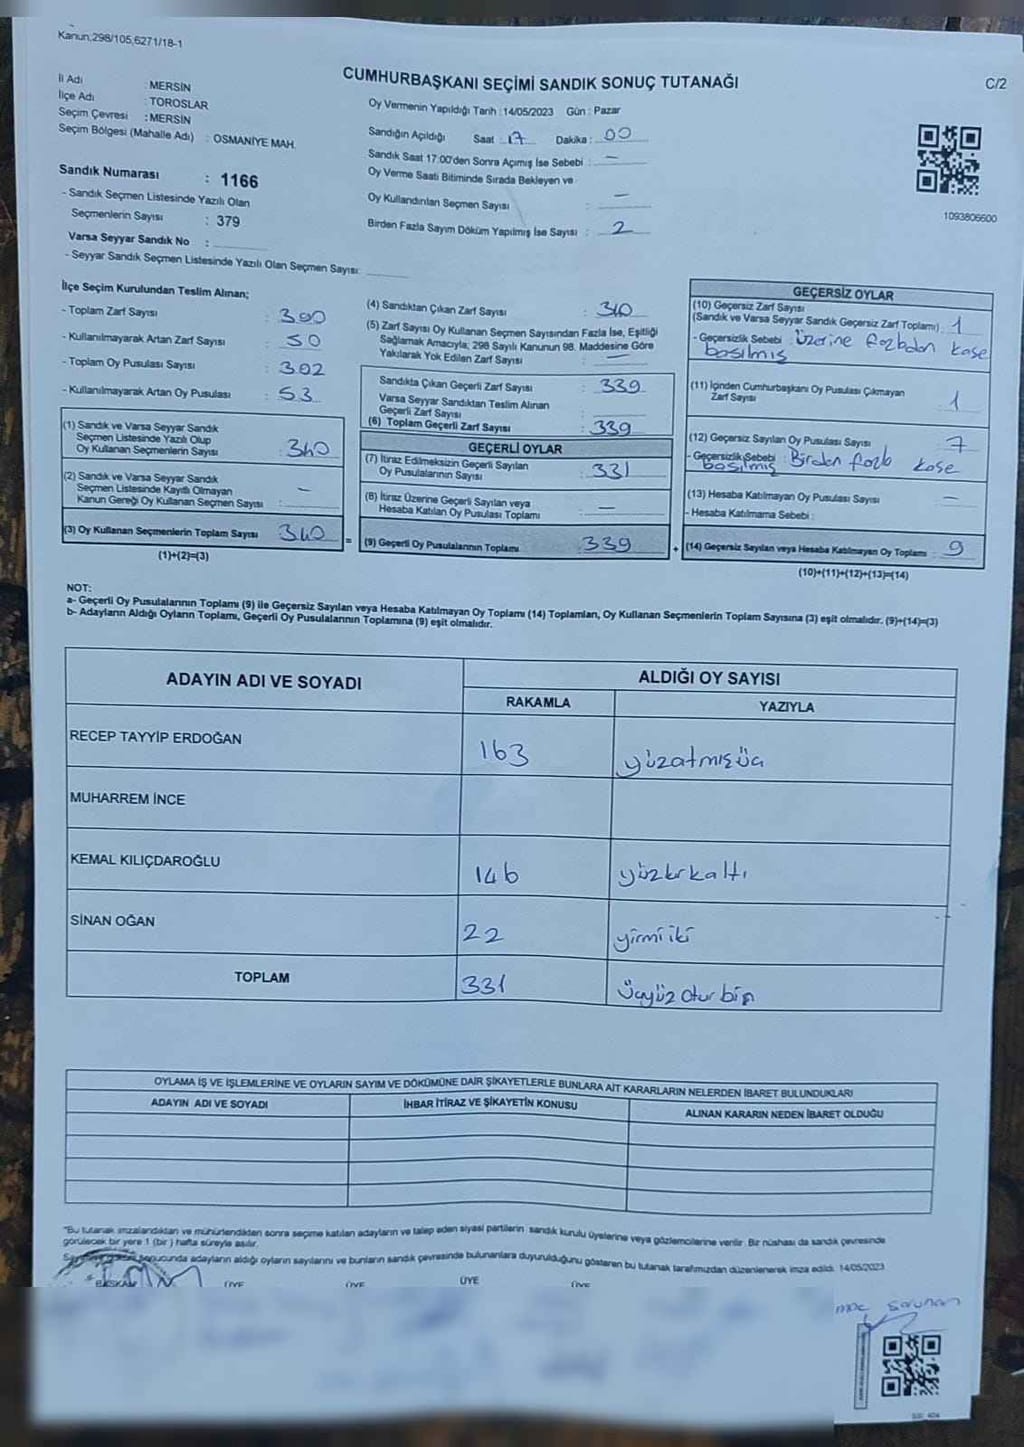 Kanun,298/105,6271/18-1
CUMHURBAŞKANI SEÇİMİ SANDIK SONUÇ TUTANAĞI
C/2
İl Adı : MERSİN
İlçe Adı : TOROSLAR
Seçim Çevresi : MERSİN
Seçim Bölgesi (Mahalle Adı) : OSMANİYE MAH.
Oy Vermenin Yapıldığı Tarih : 14/05/2023 Gün : Pazar
Sandığın Açıldığı Saat : 17 Dakika : 00
Sandık Saat 17:00'den Sonra Açımış İse Sebebi : —
Oy Verme Saati Bitiminde Sırada Bekleyen ve
Oy Kullandırılan Seçmen Sayısı : —
Birden Fazla Sayım Döküm Yapılmış İse Sayısı : 2
1093806600
Sandık Numarası : 1166
- Sandık Seçmen Listesinde Yazılı Olan
Seçmenlerin Sayısı : 379
Varsa Seyyar Sandık No :
- Seyyar Sandık Seçmen Listesinde Yazılı Olan Seçmen Sayısı:
İlçe Seçim Kurulundan Teslim Alınan;
- Toplam Zarf Sayısı : 390
- Kullanılmayarak Artan Zarf Sayısı : 50
- Toplam Oy Pusulası Sayısı : 392
- Kullanılmayarak Artan Oy Pusulası : 53
(1) Sandık ve Varsa Seyyar Sandık
Seçmen Listesinde Yazılı Olup
Oy Kullanan Seçmenlerin Sayısı : 340
(2) Sandık ve Varsa Seyyar Sandık
Seçmen Listesinde Kayıtlı Olmayan
Kanun Gereği Oy Kullanan Seçmen Sayısı : —
(3) Oy Kullanan Seçmenlerin Toplam Sayısı 340
(1)+(2)=(3)
(4) Sandıktan Çıkan Zarf Sayısı : 340
(5) Zarf Sayısı Oy Kullanan Seçmen Sayısından Fazla İse, Eşitliği
Sağlamak Amacıyla; 298 Sayılı Kanunun 98. Maddesine Göre
Yakılarak Yok Edilen Zarf Sayısı : —
Sandıkta Çıkan Geçerli Zarf Sayısı : 339
Varsa Seyyar Sandıktan Teslim Alınan
Geçerli Zarf Sayısı :
(6) Toplam Geçerli Zarf Sayısı : 339
GEÇERLİ OYLAR
(7) İtiraz Edilmeksizin Geçerli Sayılan
Oy Pusulalarının Sayısı : 331
(8) İtiraz Üzerine Geçerli Sayılan veya
Hesaba Katılan Oy Pusulası Toplamı : —
= (9) Geçerli Oy Pusulalarının Toplamı : 339
GEÇERSİZ OYLAR
(10) Geçersiz Zarf Sayısı
(Sandık ve Varsa Seyyar Sandık Geçersiz Zarf Toplamı) : 1
- Geçersizlik Sebebi : Üzerine fazladan kaşe
basılmış
(11) İçinden Cumhurbaşkanı Oy Pusulası Çıkmayan
Zarf Sayısı : 1
(12) Geçersiz Sayılan Oy Pusulası Sayısı : 7
- Geçersizlik Sebebi Birden fazla kaşe
basılmış
(13) Hesaba Katılmayan Oy Pusulası Sayısı : —
- Hesaba Katılmama Sebebi :
+ (14) Geçersiz Sayılan veya Hesaba Katılmayan Oy Toplamı : 9
(10)+(11)+(12)+(13)=(14)
NOT:
a- Geçerli Oy Pusulalarının Toplamı (9) ile Geçersiz Sayılan veya Hesaba Katılmayan Oy Toplamı (14) Toplamları, Oy Kullanan Seçmenlerin Toplam Sayısına (3) eşit olmalıdır. (9)+(14)=(3)
b- Adayların Aldığı Oyların Toplamı, Geçerli Oy Pusulalarının Toplamına (9) eşit olmalıdır.
ADAYIN ADI VE SOYADI ALDIĞI OY SAYISI
RAKAMLA YAZIYLA
RECEP TAYYİP ERDOĞAN 163 yüzatmışüç
MUHARREM İNCE
KEMAL KILIÇDAROĞLU 146 yüzkırkaltı
SİNAN OĞAN 22 yirmiiki
TOPLAM 331 üçyüz otuz bir
OYLAMA İŞ VE İŞLEMLERİNE VE OYLARIN SAYIM VE DÖKÜMÜNE DAİR ŞİKAYETLERLE BUNLARA AİT KARARLARIN NELERDEN İBARET BULUNDUKLARI
ADAYIN ADI VE SOYADI İHBAR İTİRAZ VE ŞİKAYETİN KONUSU ALINAN KARARIN NEDEN İBARET OLDUĞU
*Bu tutanak imzalandıktan ve mühürlendikten sonra seçime katılan adayların ve talep eden siyasi partilerin sandık kurulu üyelerine veya gözlemcilerine verilir. Bir nüshası da sandık çevresinde
görülecek bir yere 1 (bir) hafta süreyle asılır.
sonucunda adayların aldığı oyların sayılarını ve bunların sandık çevresinde bulunanlara duyurulduğunu gösteren bu tutanak tarafımızdan düzenlenerek imza edildi. 14/05/2023
BAŞKAN ÜYE ÜYE ÜYE ÜYE